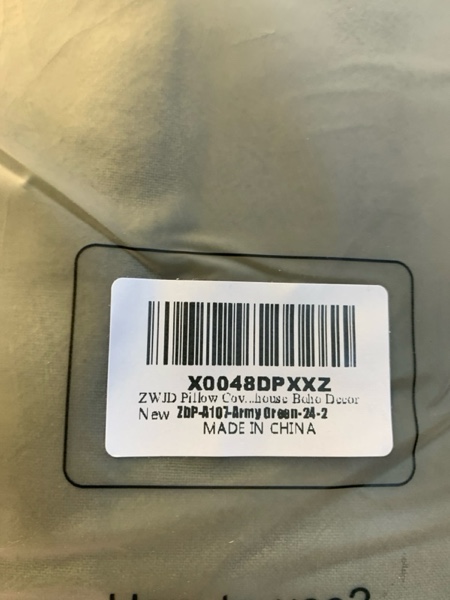 X0048DPXXZ
ZWJD Pillow Cov...house Boho Decor
New ZDP-A107-Army Green-24-2
MADE IN CHINA